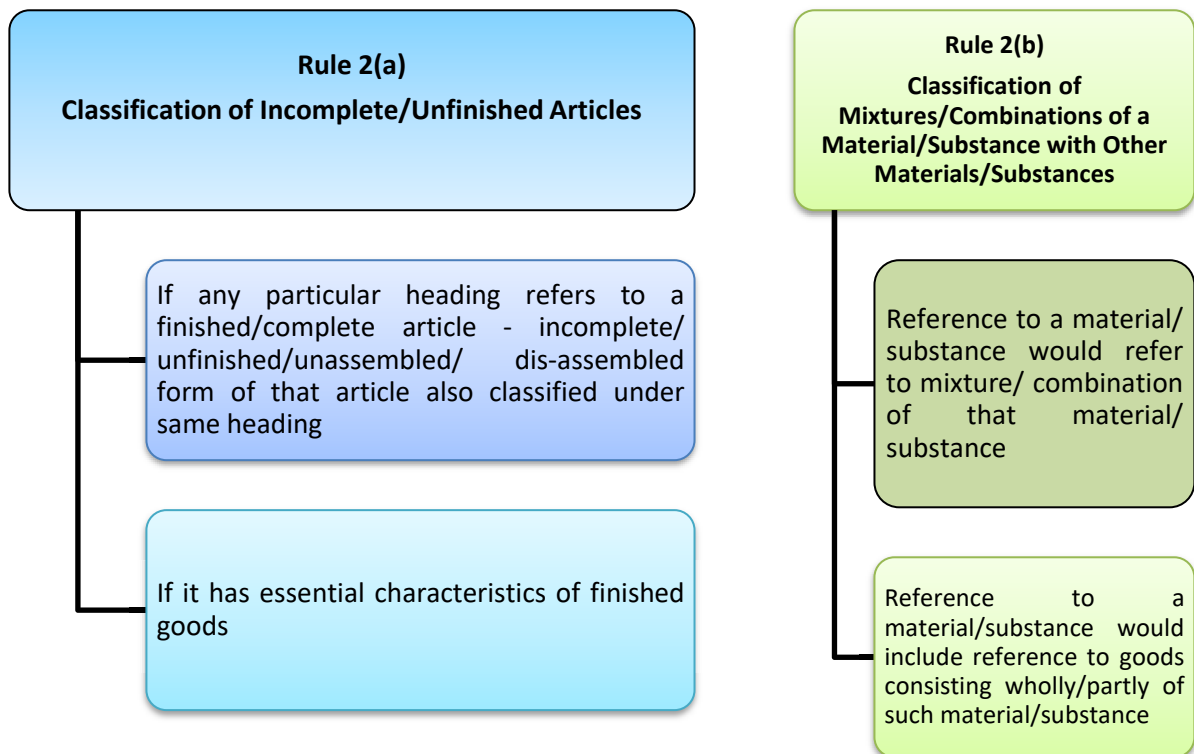 Rule 2(a)
Classification of Incomplete/Unfinished Articles
If any particular heading refers to a
finished/complete article - incomplete/
unfinished/unassembled/ dis-assembled
form of that article also classified under
same heading
If it has essential characteristics of finished
goods
Rule 2(b)
Classification of
Mixtures/Combinations of a
Material/Substance with Other
Materials/Substances
Reference to a material/
substance would refer
to mixture/ combination
of that material/
substance
Reference to a
material/substance would
include reference to goods
consisting wholly/partly of
such material/substance